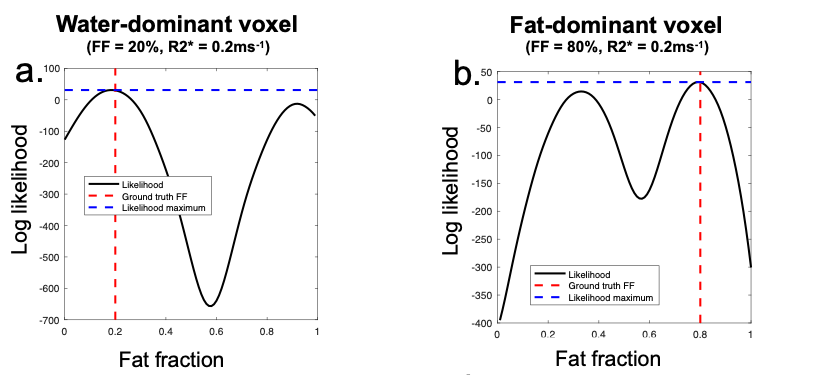 Water-dominant voxel
(FF = 20%, R2* = 0.2ms-1)
a.
100
0
-100
-200
-300
-400
-500
-600
-700
Log likelihood
Likelihood
Ground truth FF
Likelihood maximum
0
0.2
0.4
0.6
0.8
1
Fat fraction
Fat-dominant voxel
(FF = 80%, R2* = 0.2ms-1)
b.
50
0
-50
-100
-150
-200
-250
-300
-350
-400
Log likelihood
Likelihood
Ground truth FF
Likelihood maximum
0
0.2
0.4
0.6
0.8
1
Fat fraction